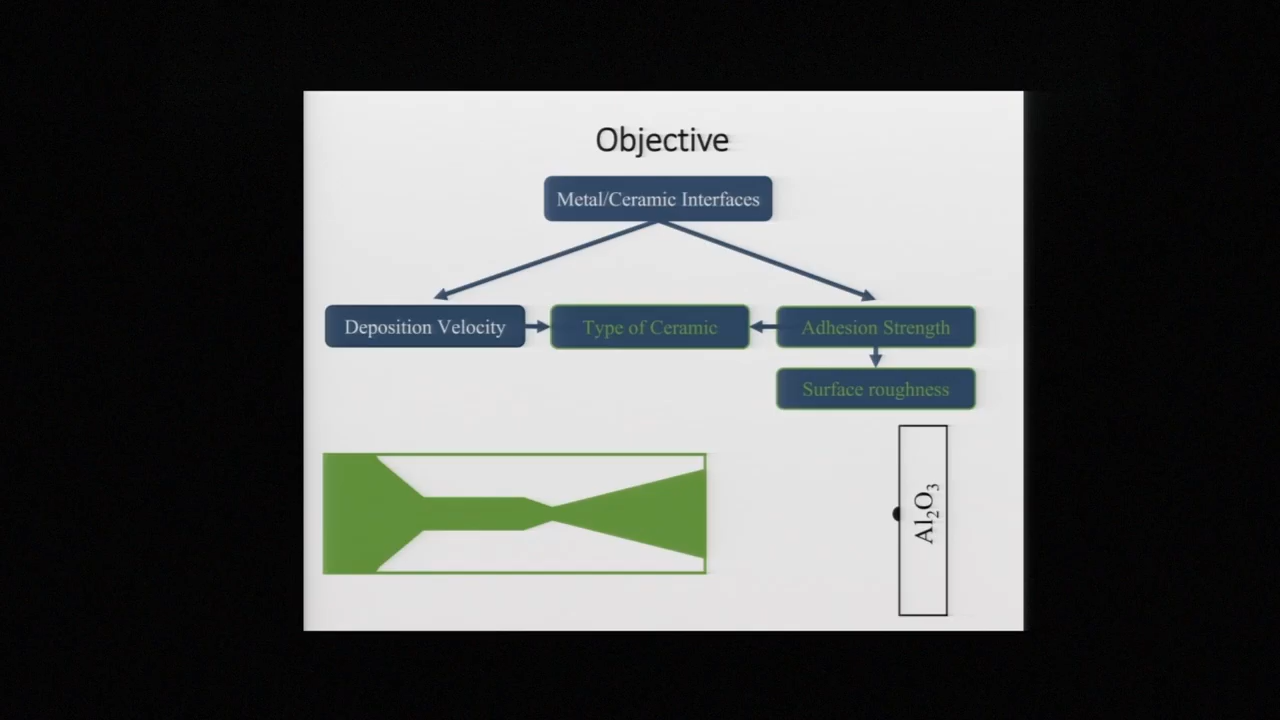 Objective
Metal/Ceramic Interfaces
Deposition Velocity
Type of Ceramic
Adhesion Strength
Surface roughness
Al₂O₃